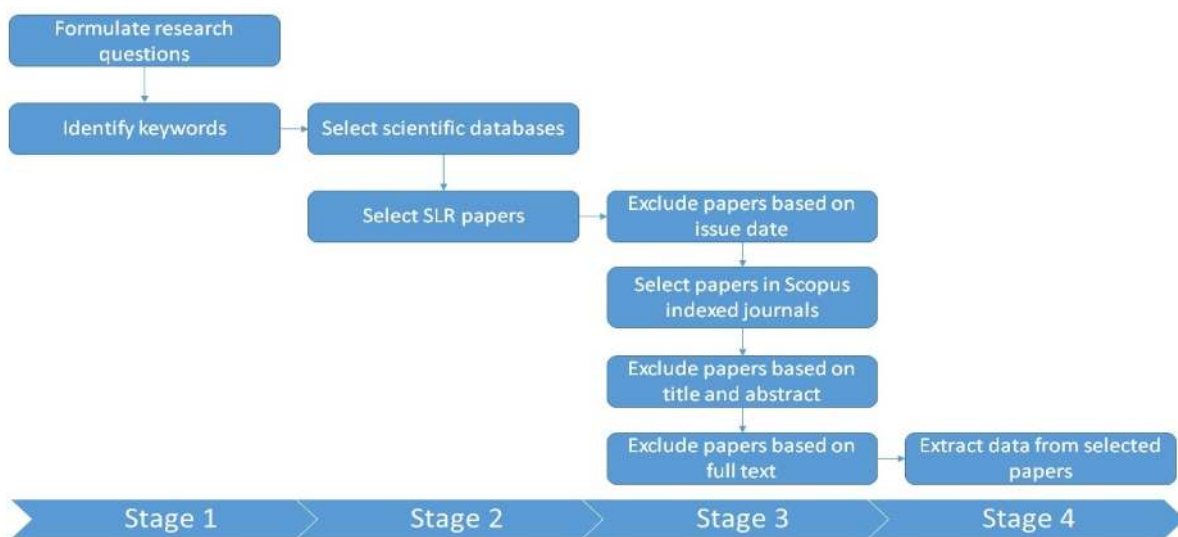 Formulate research
questions
Identify keywords
Select scientific databases
Select SLR papers
Exclude papers based on
issue date
Select papers in Scopus
indexed journals
Exclude papers based on
title and abstract
Exclude papers based on
full text
Extract data from selected
papers
Stage 1
Stage 2
Stage 3
Stage 4